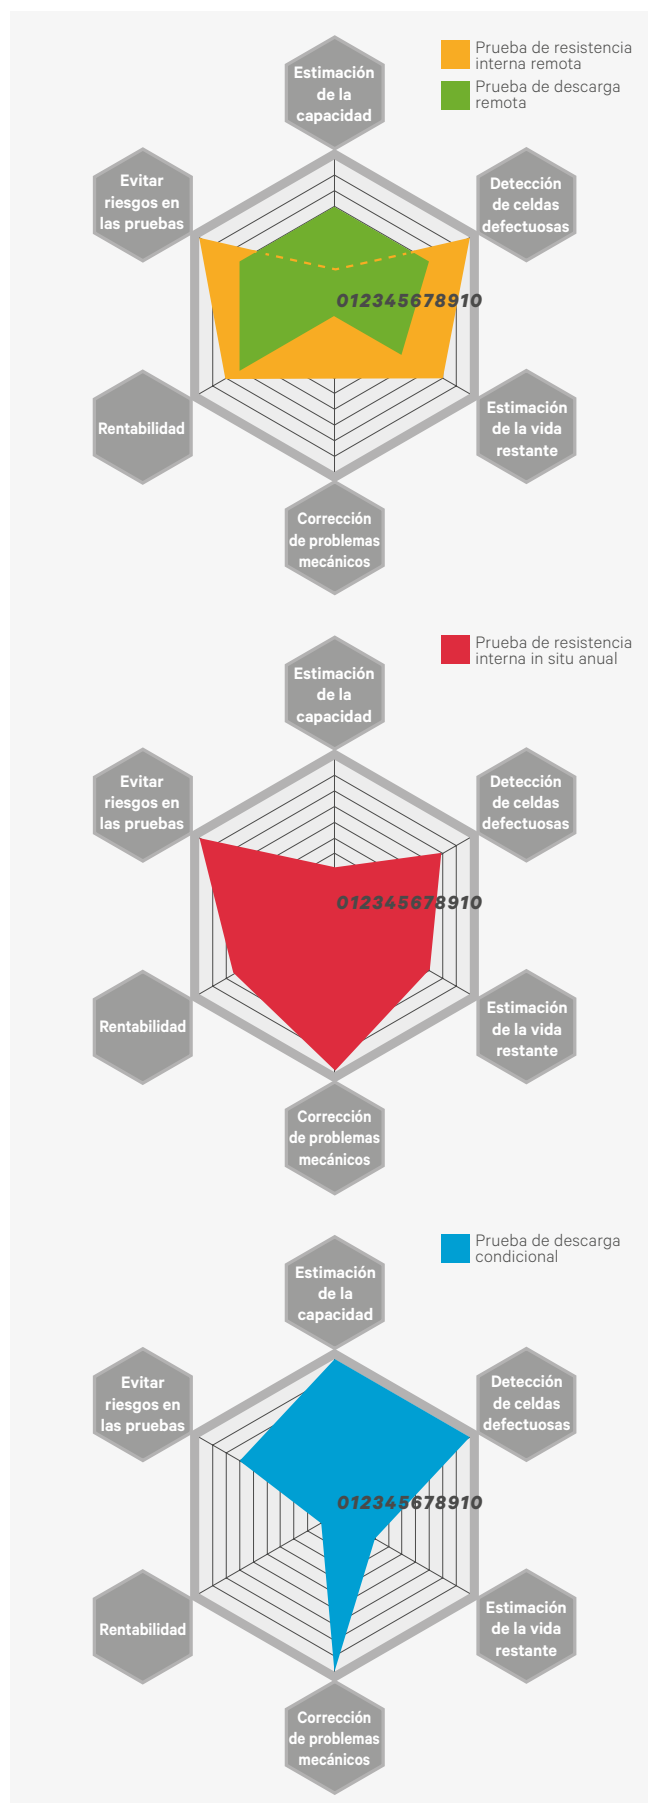 Prueba de resistencia
interna remota
Prueba de descarga
remota
Estimación
de la
capacidad
Evitar
riesgos en
las pruebas
Detección
de celdas
defectuosas
012345678910
Rentabilidad
Estimación
de la vida
restante
Corrección
de problemas
mecánicos
Prueba de resistencia
interna in situ anual
Estimación
de la
capacidad
Evitar
riesgos en
las pruebas
Detección
de celdas
defectuosas
012345678910
Rentabilidad
Estimación
de la vida
restante
Corrección
de problemas
mecánicos
Prueba de descarga
condicional
Estimación
de la
capacidad
Evitar
riesgos en
las pruebas
Detección
de celdas
defectuosas
012345678910
Rentabilidad
Estimación
de la vida
restante
Corrección
de problemas
mecánicos